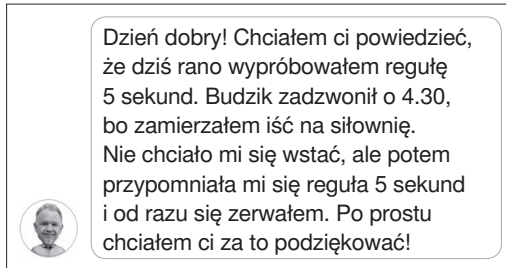 Dzień dobry! Chciałem ci powiedzieć,
że dziś rano wypróbowałem regułę
5 sekund. Budzik zadzwonił o 4.30,
bo zamierzałem iść na siłownię.
Nie chciało mi się wstać, ale potem
przypomniała mi się reguła 5 sekund
i od razu się zerwałem. Po prostu
chciałem ci za to podziękować!